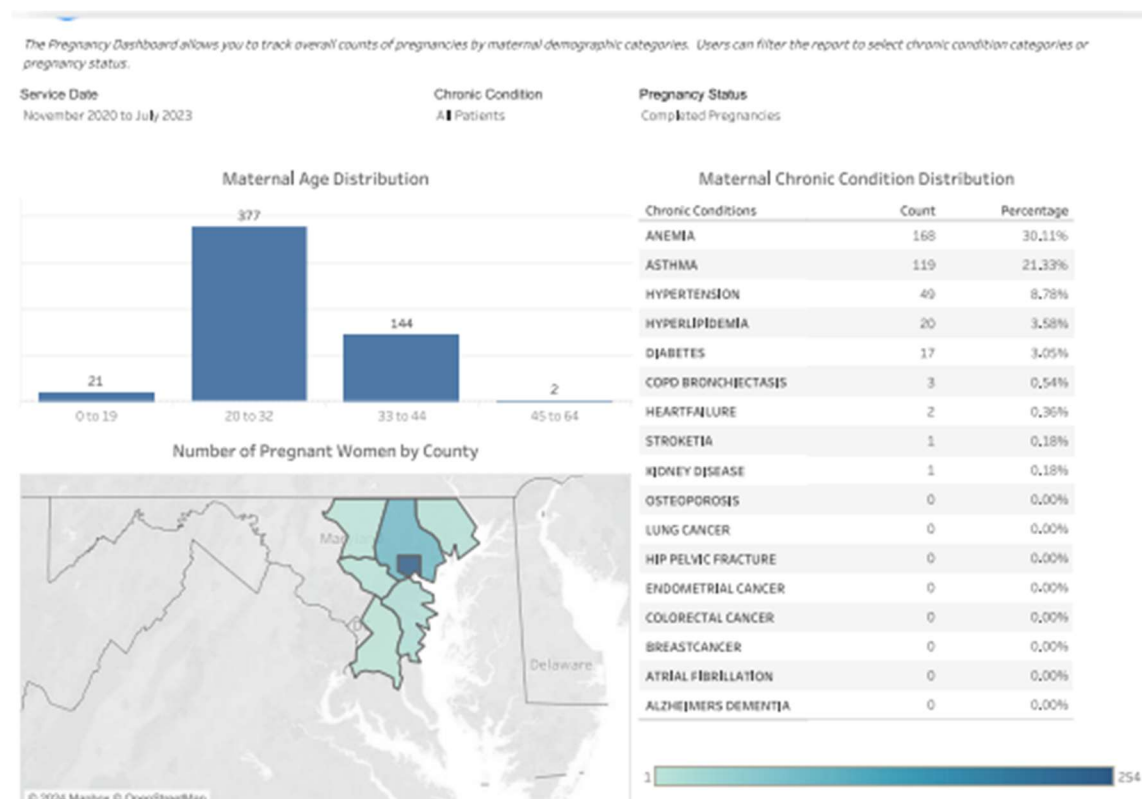 The Pregnancy Dashboard allows you to track overall counts of pregnancies by maternal demographic categories. Users can filter the report to select chronic condition categories or
pregnancy status.
Service Date
November 2020 to July 2023
Chronic Condition
All Patients
Pregnancy Status
Completed Pregnancies
Maternal Age Distribution
377
144
21
2
0 to 19
20 to 32
33 to 44
45 to 64
Number of Pregnant Women by County
Delaware
© 2024 Mapbox © OpenStreetMap
Maternal Chronic Condition Distribution
Chronic Conditions Count Percentage
ANEMIA 168 30.11%
ASTHMA 119 21.33%
HYPERTENSION 49 8.78%
HYPERLIPIDEMIA 20 3.58%
DIABETES 17 3.05%
COPD BRONCHIECTASIS 3 0.54%
HEARTFAILURE 2 0.36%
STROKETIA 1 0.18%
KIDNEY DISEASE 1 0.18%
OSTEOPOROSIS 0 0.00%
LUNG CANCER 0 0.00%
HIP PELVIC FRACTURE 0 0.00%
ENDOMETRIAL CANCER 0 0.00%
COLORECTAL CANCER 0 0.00%
BREASTCANCER 0 0.00%
ATRIAL FIBRILLATION 0 0.00%
ALZHEIMERS DEMENTIA 0 0.00%
1 254